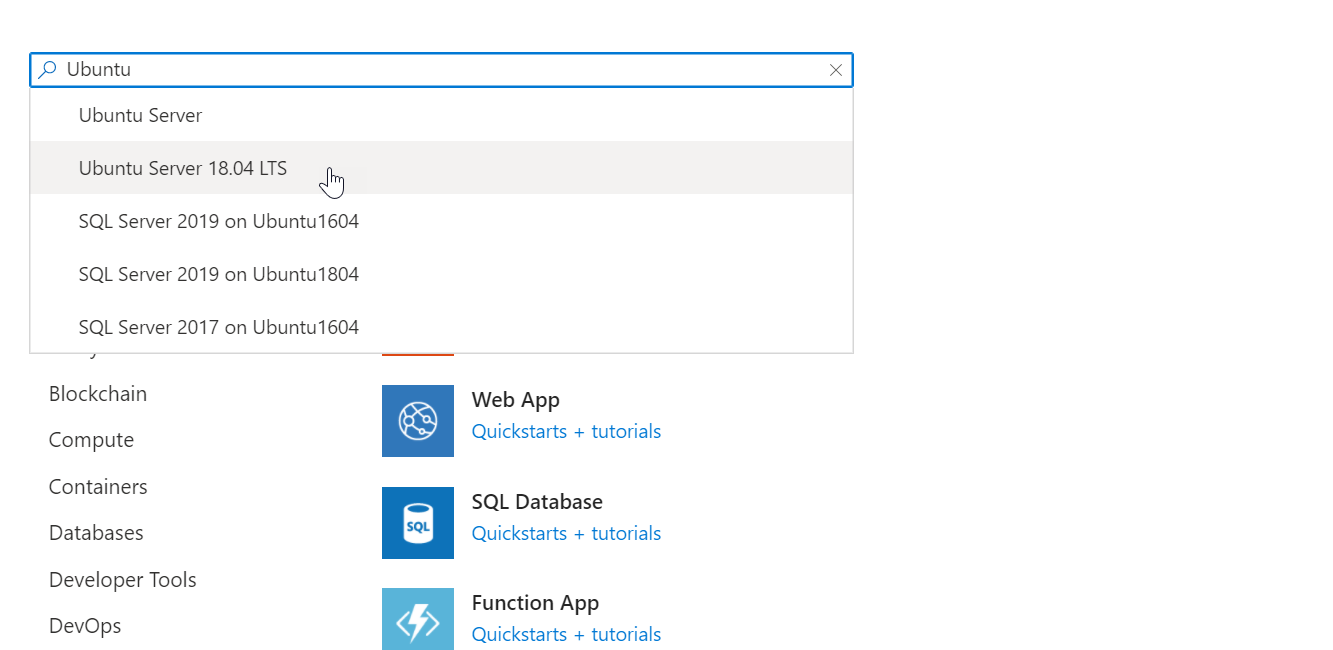 Ubuntu
Ubuntu Server
Ubuntu Server 18.04 LTS
SQL Server 2019 on Ubuntu1604
SQL Server 2019 on Ubuntu1804
SQL Server 2017 on Ubuntu1604
Blockchain
Compute
Containers
Databases
Developer Tools
DevOps
Web App
Quickstarts + tutorials
SQL
SQL Database
Quickstarts + tutorials
Function App
Quickstarts + tutorials